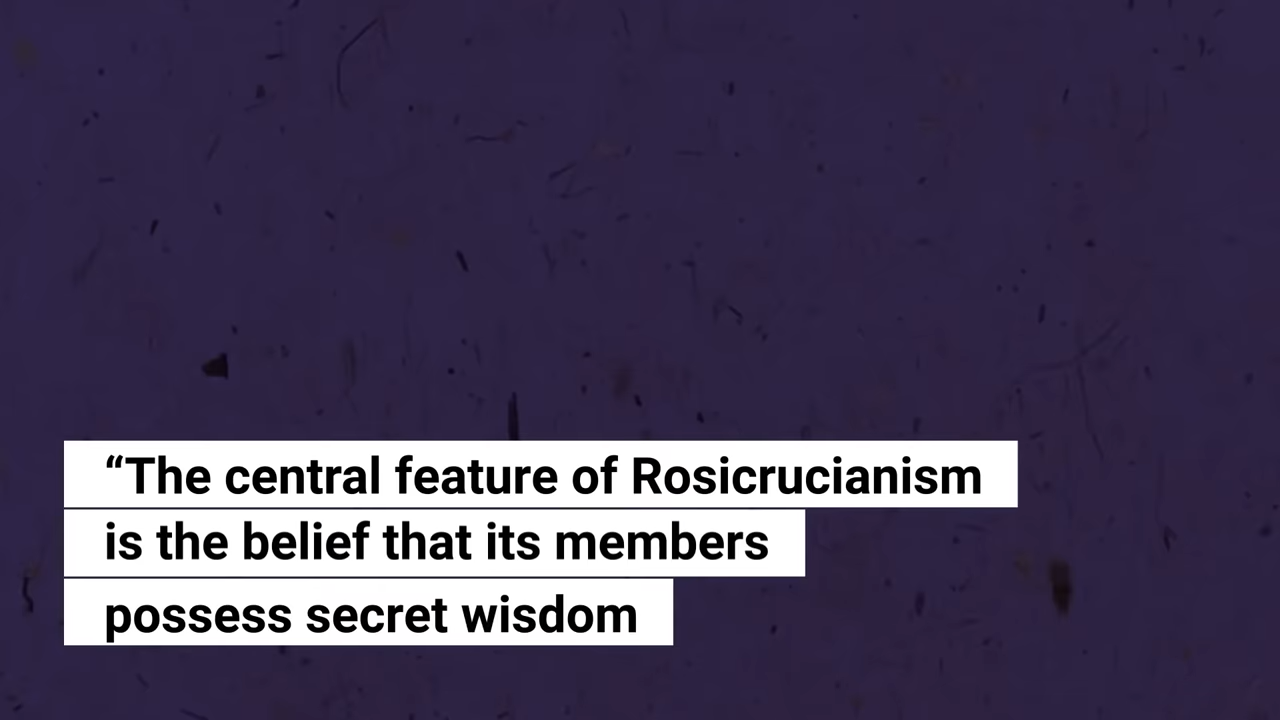 “The central feature of Rosicrucianism
is the belief that its members
possess secret wisdom